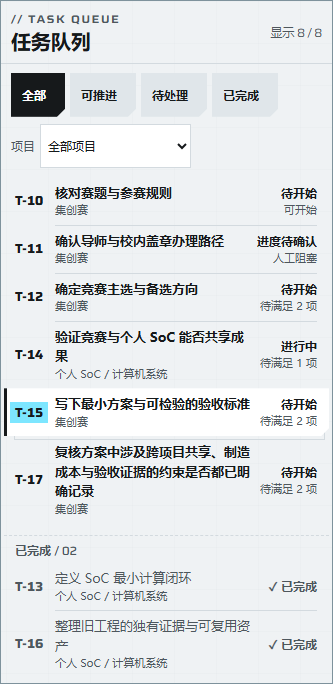 // TASK QUEUE
任务队列
显示 8 / 8
全部
可推进
待处理
已完成
项目
全部项目
T-10
核对赛题与参赛规则
集创赛
待开始
可开始
T-11
确认导师与校内盖章办理路径
集创赛
进度待确认
人工阻塞
T-12
确定竞赛主选与备选方向
集创赛
待开始
待满足 2 项
T-14
验证竞赛与个人 SoC 能否共享成
果
个人 SoC / 计算机系统
进行中
待满足 1 项
T-15
写下最小方案与可检验的验收标准
集创赛
待开始
待满足 2 项
T-17
复核方案中涉及跨项目共享、制造
成本与验收证据的约束是否都已明
确记录
集创赛
待开始
待满足 2 项
已完成 / 02
T-13
定义 SoC 最小计算闭环
个人 SoC / 计算机系统
✓ 已完成
T-16
整理旧工程的独有证据与可复用资
产
个人 SoC / 计算机系统
✓ 已完成